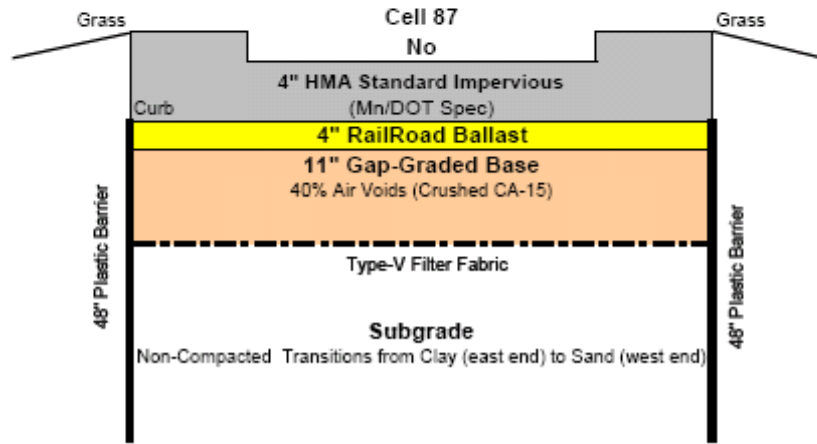 Cell 87
Grass
Grass
No
4" HMA Standard Impervious
(Mn/DOT Spec)
Curb
4" RailRoad Ballast
11" Gap-Graded Base
40% Air Voids (Crushed CA-15)
Type-V Filter Fabric
48" Plastic Barrier
48" Plastic Barrier
Subgrade
Non-Compacted Transitions from Clay (east end) to Sand (west end)